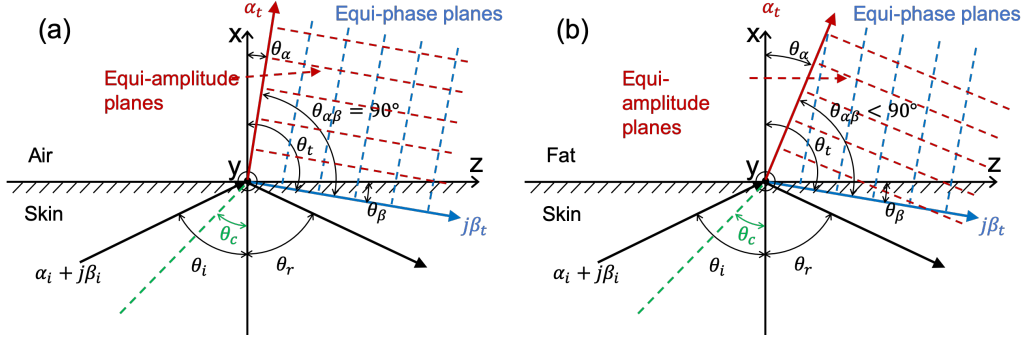 (a)
α_t
Equi-phase planes
x
θ_α
Equi-amplitude
planes
θ_αβ = 90°
θ_t
Air
y
z
Skin
θ_β
jβ_t
θ_c
α_i + jβ_i
θ_i
θ_r
(b)
α_t
Equi-phase planes
x
θ_α
Equi-
amplitude
planes
θ_αβ < 90°
θ_t
Fat
y
z
Skin
θ_β
jβ_t
θ_c
α_i + jβ_i
θ_i
θ_r